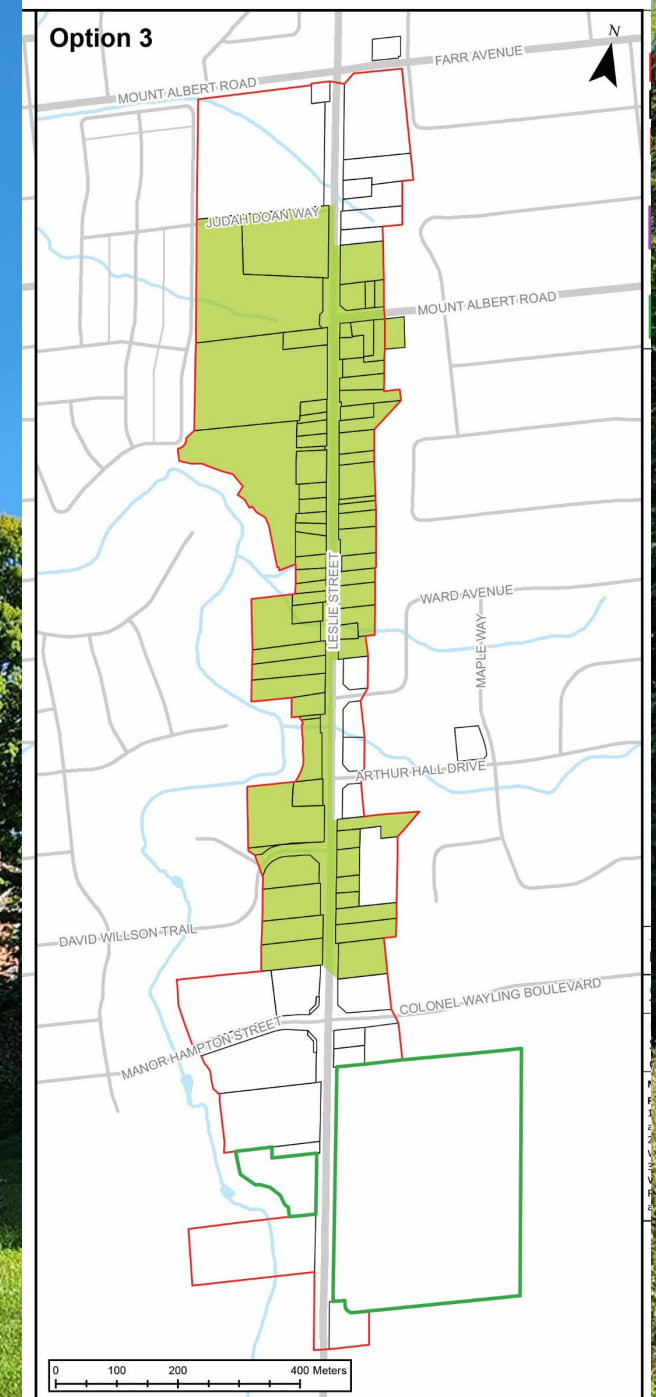 Option 3
N
FARR AVENUE
MOUNT ALBERT ROAD
JUDAH DOAN WAY
MOUNT ALBERT ROAD
LESLIE STREET
WARD AVENUE
MAPLE WAY
ARTHUR HALL DRIVE
DAVID WILLSON TRAIL
COLONEL WAYLING BOULEVARD
MANOR HAMPTON STREET
0 100 200 400 Meters